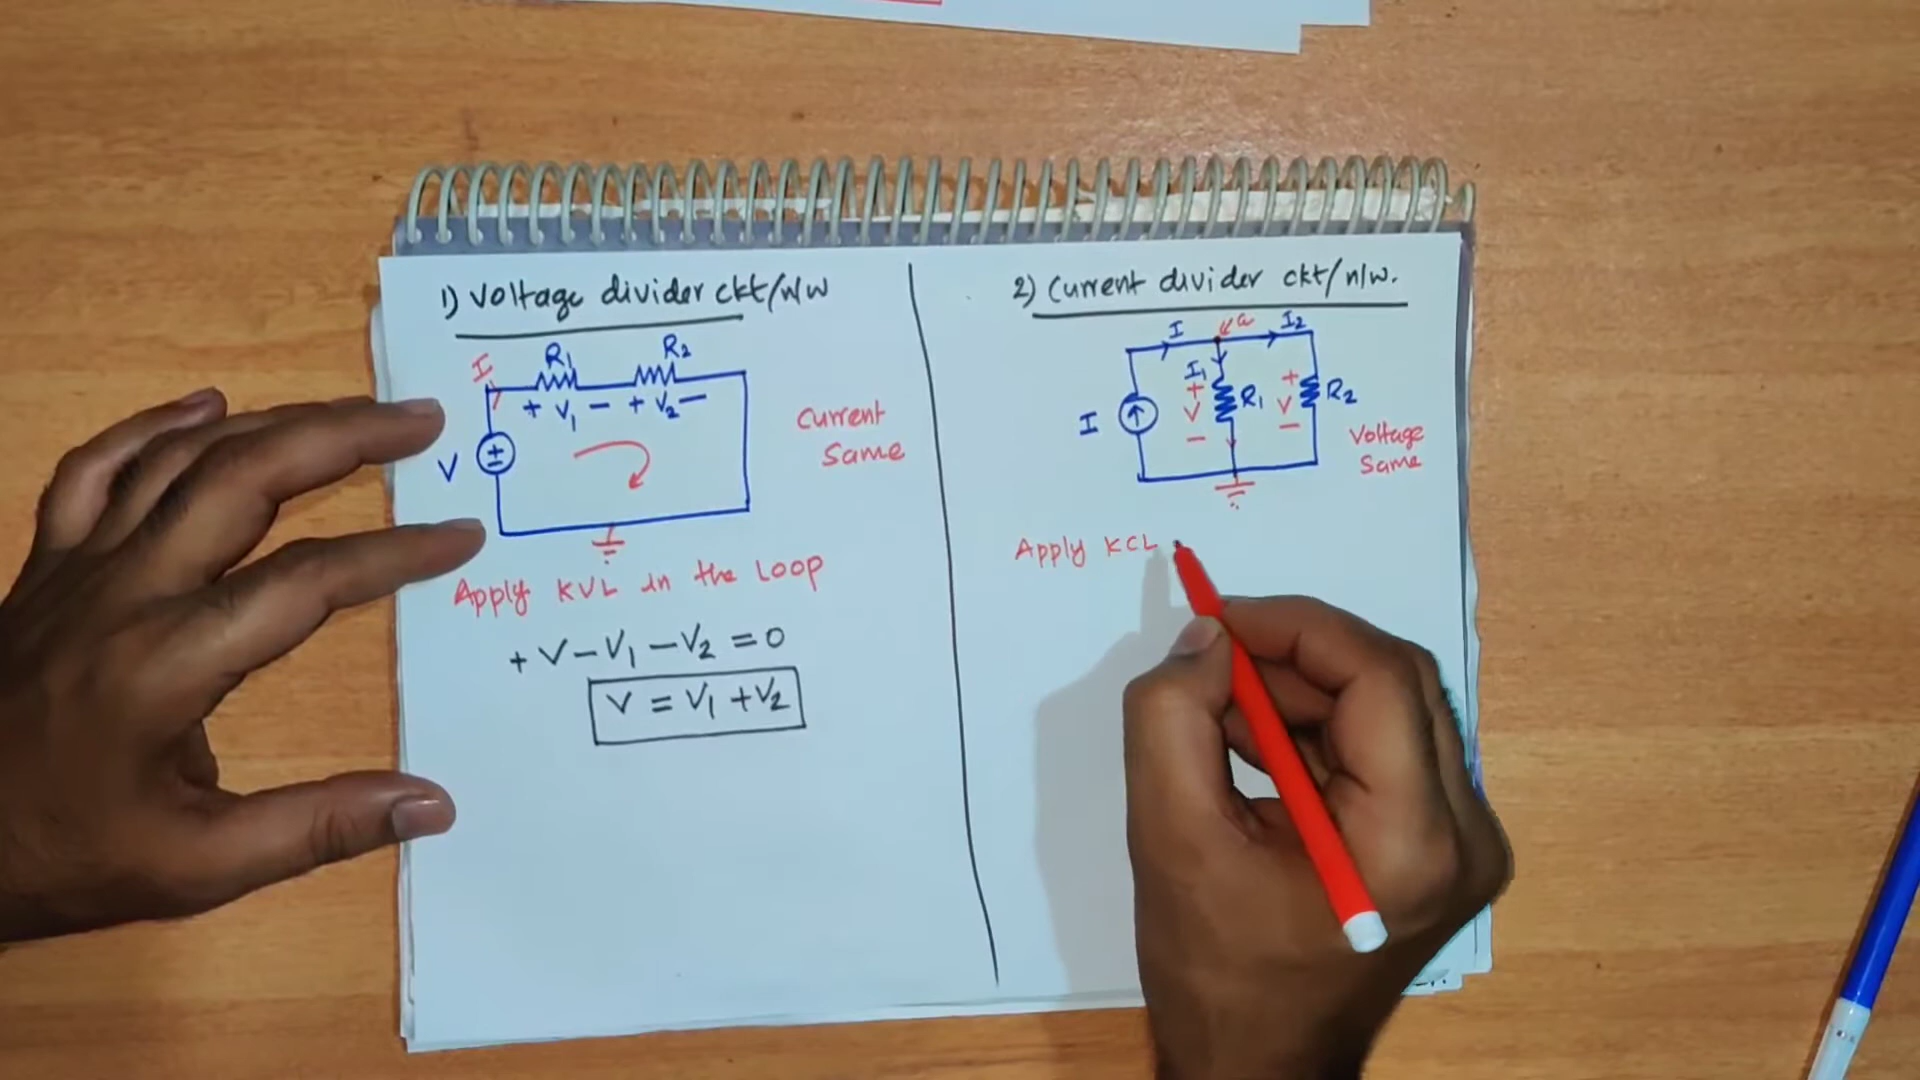 1) Voltage divider ckt/n/w
I
R1
R2
+ V1 - + V2 -
V
±
Current
Same
Apply KVL in the Loop
+ V - V1 - V2 = 0
V = V1 + V2
2) Current divider ckt/n/w.
I
a
I2
I1
+
V
-
R1
+
V
-
R2
I
Voltage
Same
Apply KCL